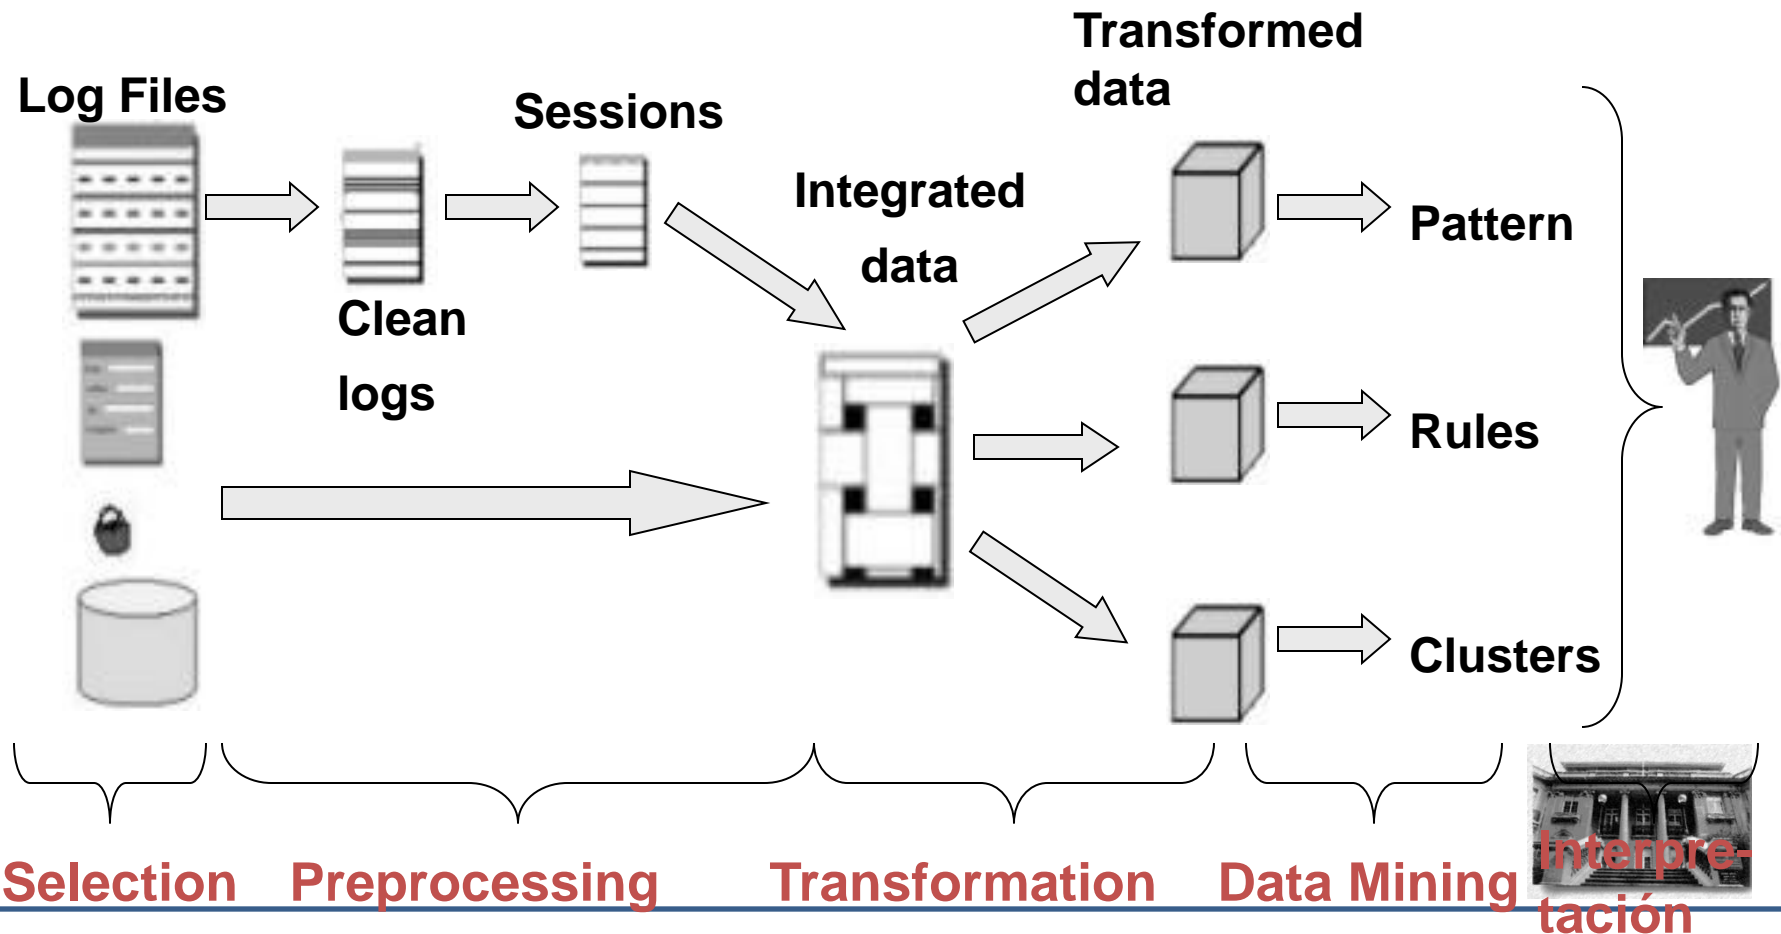 Transformed
data
Log Files
Sessions
Integrated
data
Pattern
Clean
logs
Rules
Clusters
Selection
Preprocessing
Transformation
Data Mining
Interpre-
tación